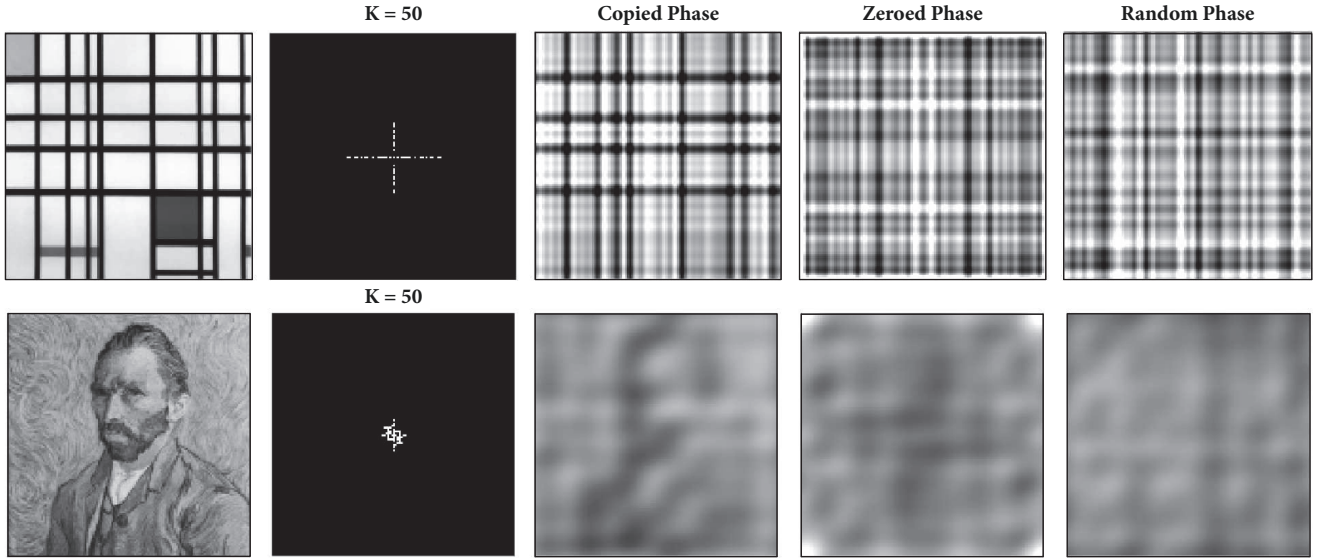 K = 50 Copied Phase Zeroed Phase Random Phase
K = 50